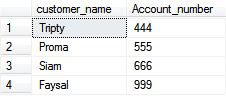 customer_name Account_number
1 Tripty 444
2 Proma 555
3 Siam 666
4 Faysal 999